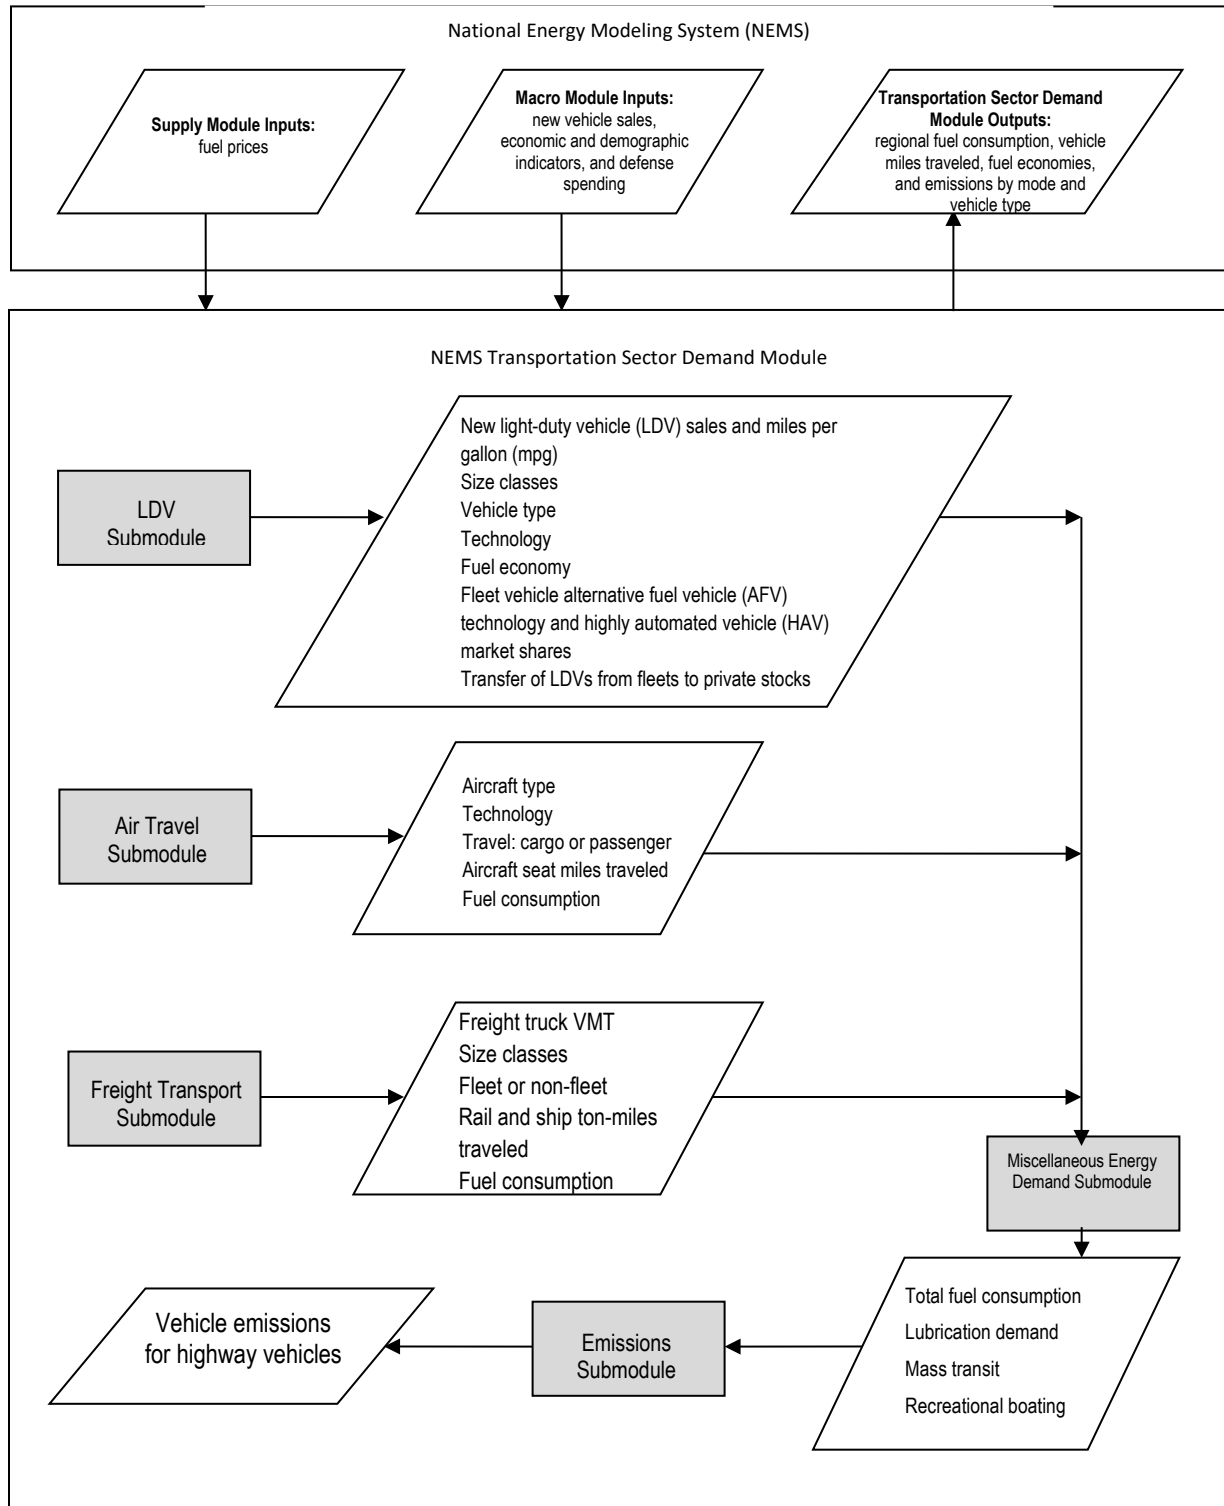 National Energy Modeling System (NEMS)
Supply Module Inputs:
fuel prices
Macro Module Inputs:
new vehicle sales,
economic and demographic
indicators, and defense
spending
Transportation Sector Demand
Module Outputs:
regional fuel consumption, vehicle
miles traveled, fuel economies,
and emissions by mode and
vehicle type
NEMS Transportation Sector Demand Module
LDV
Submodule
New light-duty vehicle (LDV) sales and miles per
gallon (mpg)
Size classes
Vehicle type
Technology
Fuel economy
Fleet vehicle alternative fuel vehicle (AFV)
technology and highly automated vehicle (HAV)
market shares
Transfer of LDVs from fleets to private stocks
Air Travel
Submodule
Aircraft type
Technology
Travel: cargo or passenger
Aircraft seat miles traveled
Fuel consumption
Freight Transport
Submodule
Freight truck VMT
Size classes
Fleet or non-fleet
Rail and ship ton-miles
traveled
Fuel consumption
Miscellaneous Energy
Demand Submodule
Total fuel consumption
Lubrication demand
Mass transit
Recreational boating
Emissions
Submodule
Vehicle emissions
for highway vehicles